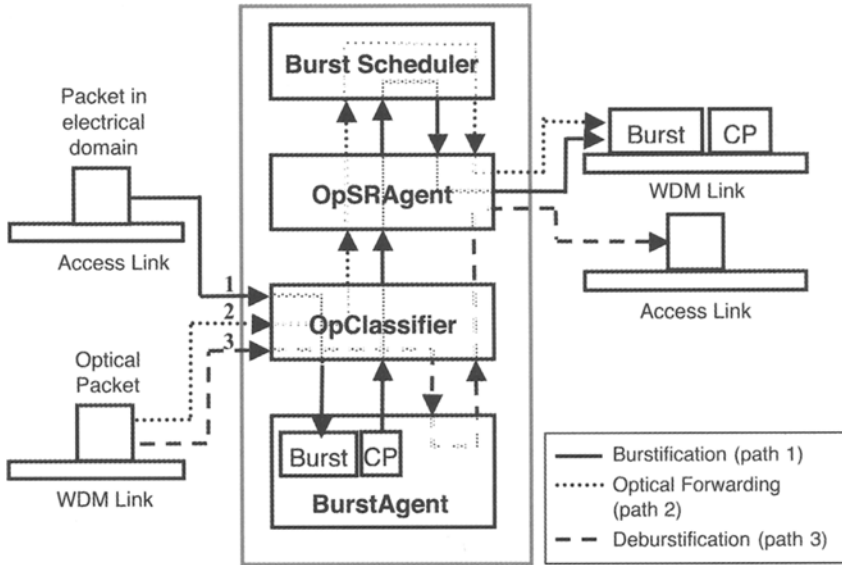 Burst Scheduler
Packet in
electrical
domain
Access Link
OpSRAgent
Burst
CP
WDM Link
Access Link
1
2
3
OpClassifier
Optical
Packet
WDM Link
Burst
CP
BurstAgent
Burstification (path 1)
Optical Forwarding
(path 2)
Deburstification (path 3)